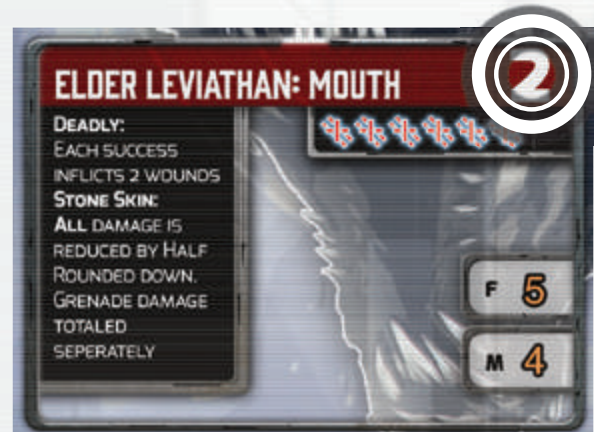 ELDER LEVIATHAN: MOUTH
2
DEADLY:
EACH SUCCESS
INFLICTS 2 WOUNDS
STONE SKIN:
ALL DAMAGE IS
REDUCED BY HALF
ROUNDED DOWN.
GRENADE DAMAGE
TOTALED
SEPERATELY
F 5
M 4